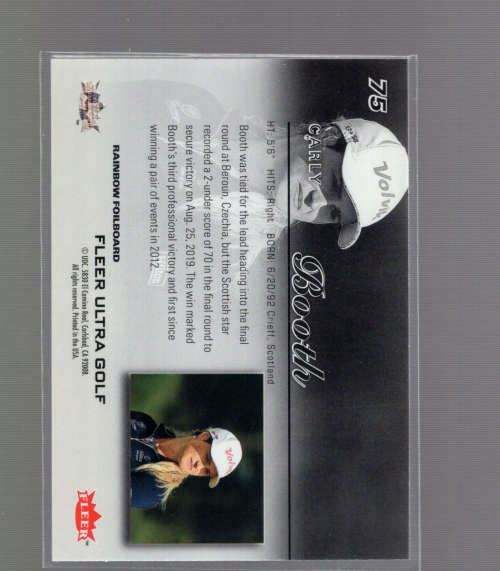 75
CARLY
Booth
Volvik
HT: 5'6" HITS: Right BORN: 6/20/92 Crieff, Scotland
Booth was tied for the lead heading into the final
round at Beroun, Czechia, but the Scottish star
recorded a 2-under score of 70 in the final round to
secure victory on Aug. 25, 2019. The win marked
Booth's third professional victory and first since
winning a pair of events in 2012.
Volvik
RAINBOW FOILBOARD
FLEER ULTRA GOLF
© UDC, 5830 El Camino Real, Carlsbad, CA 92008.
All rights reserved. Printed in the USA.
FLEER